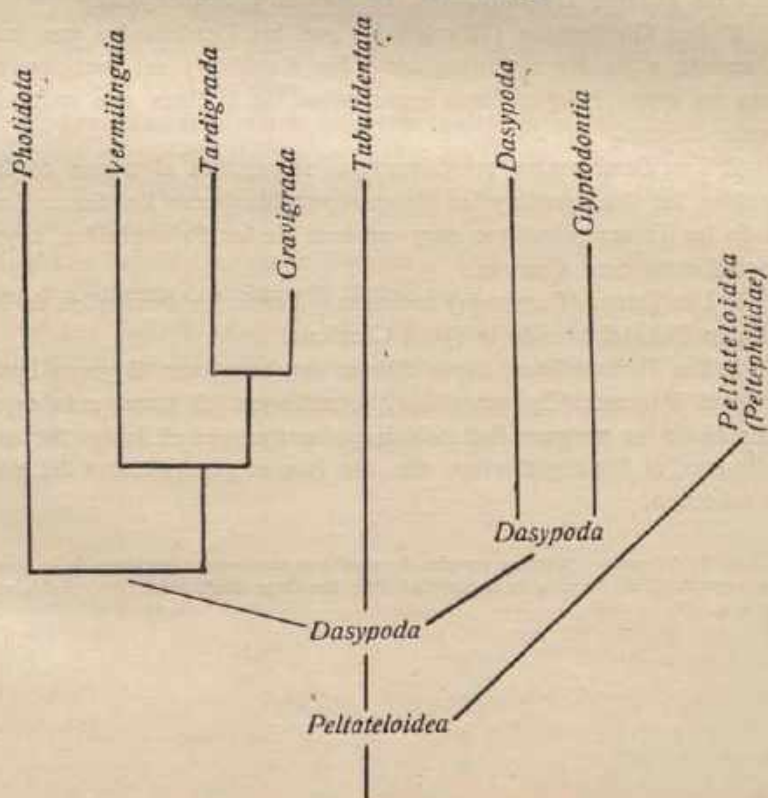 Pholidota
Vermilinguia
Tardigrada
Gravigrada
Tubulidentata
Dasypoda
Glyptodontia
Peltateloidea
(Peltephilidae)
Dasypoda
Dasypoda
Peltateloidea